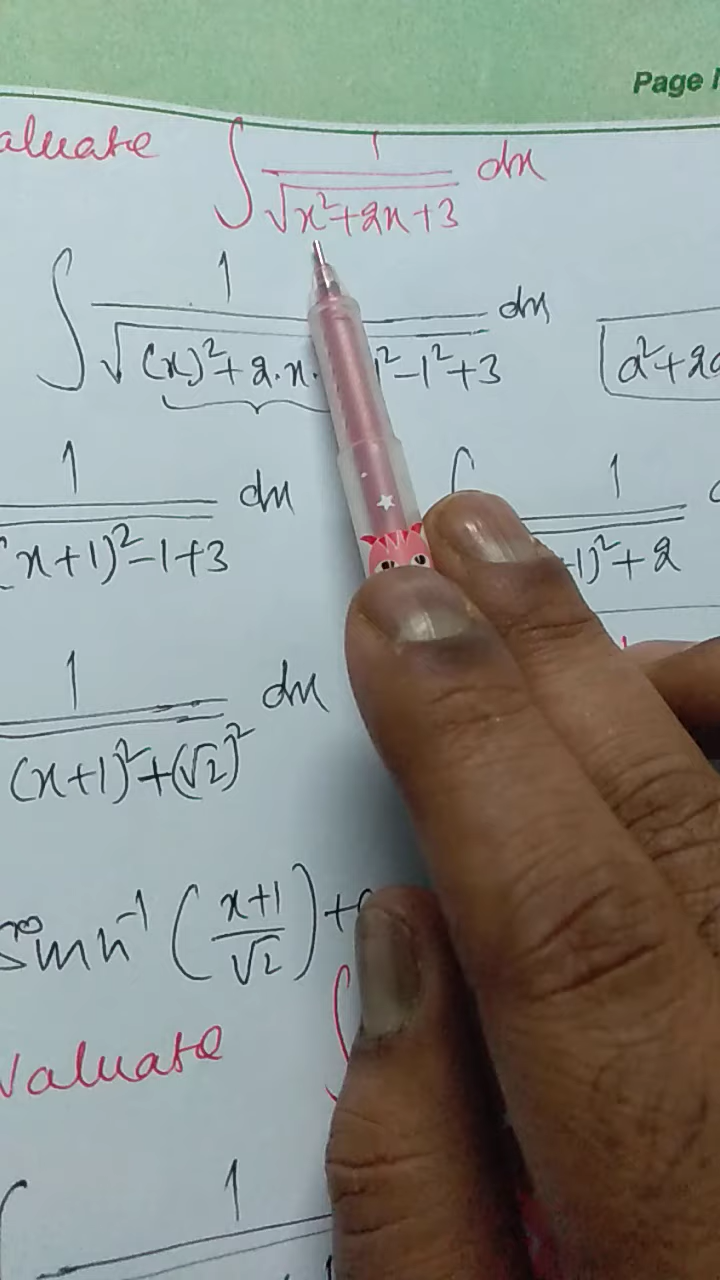 Page
aluate ∫ 1/√(x²+2x+3) dx
∫ 1/√((x)²+2·x· 1²-1²+3) dx a²+2a
1/(x+1)²-1+3 dx ∫ 1/ -1)²+2
1/(x+1)²+(√2)² dx
Sinh⁻¹ ((x+1)/√2) +
valuate ∫
1